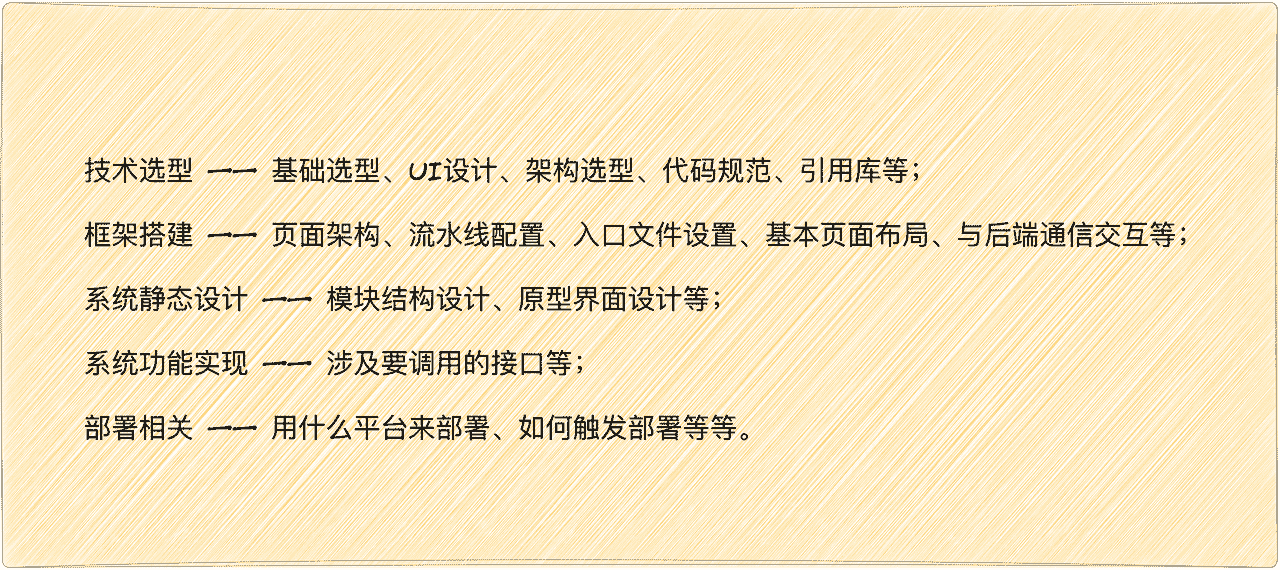 技术选型 —— 基础选型、UI设计、架构选型、代码规范、引用库等；
框架搭建 —— 页面架构、流水线配置、入口文件设置、基本页面布局、与后端通信交互等；
系统静态设计 —— 模块结构设计、原型界面设计等；
系统功能实现 —— 涉及要调用的接口等；
部署相关 —— 用什么平台来部署、如何触发部署等等。